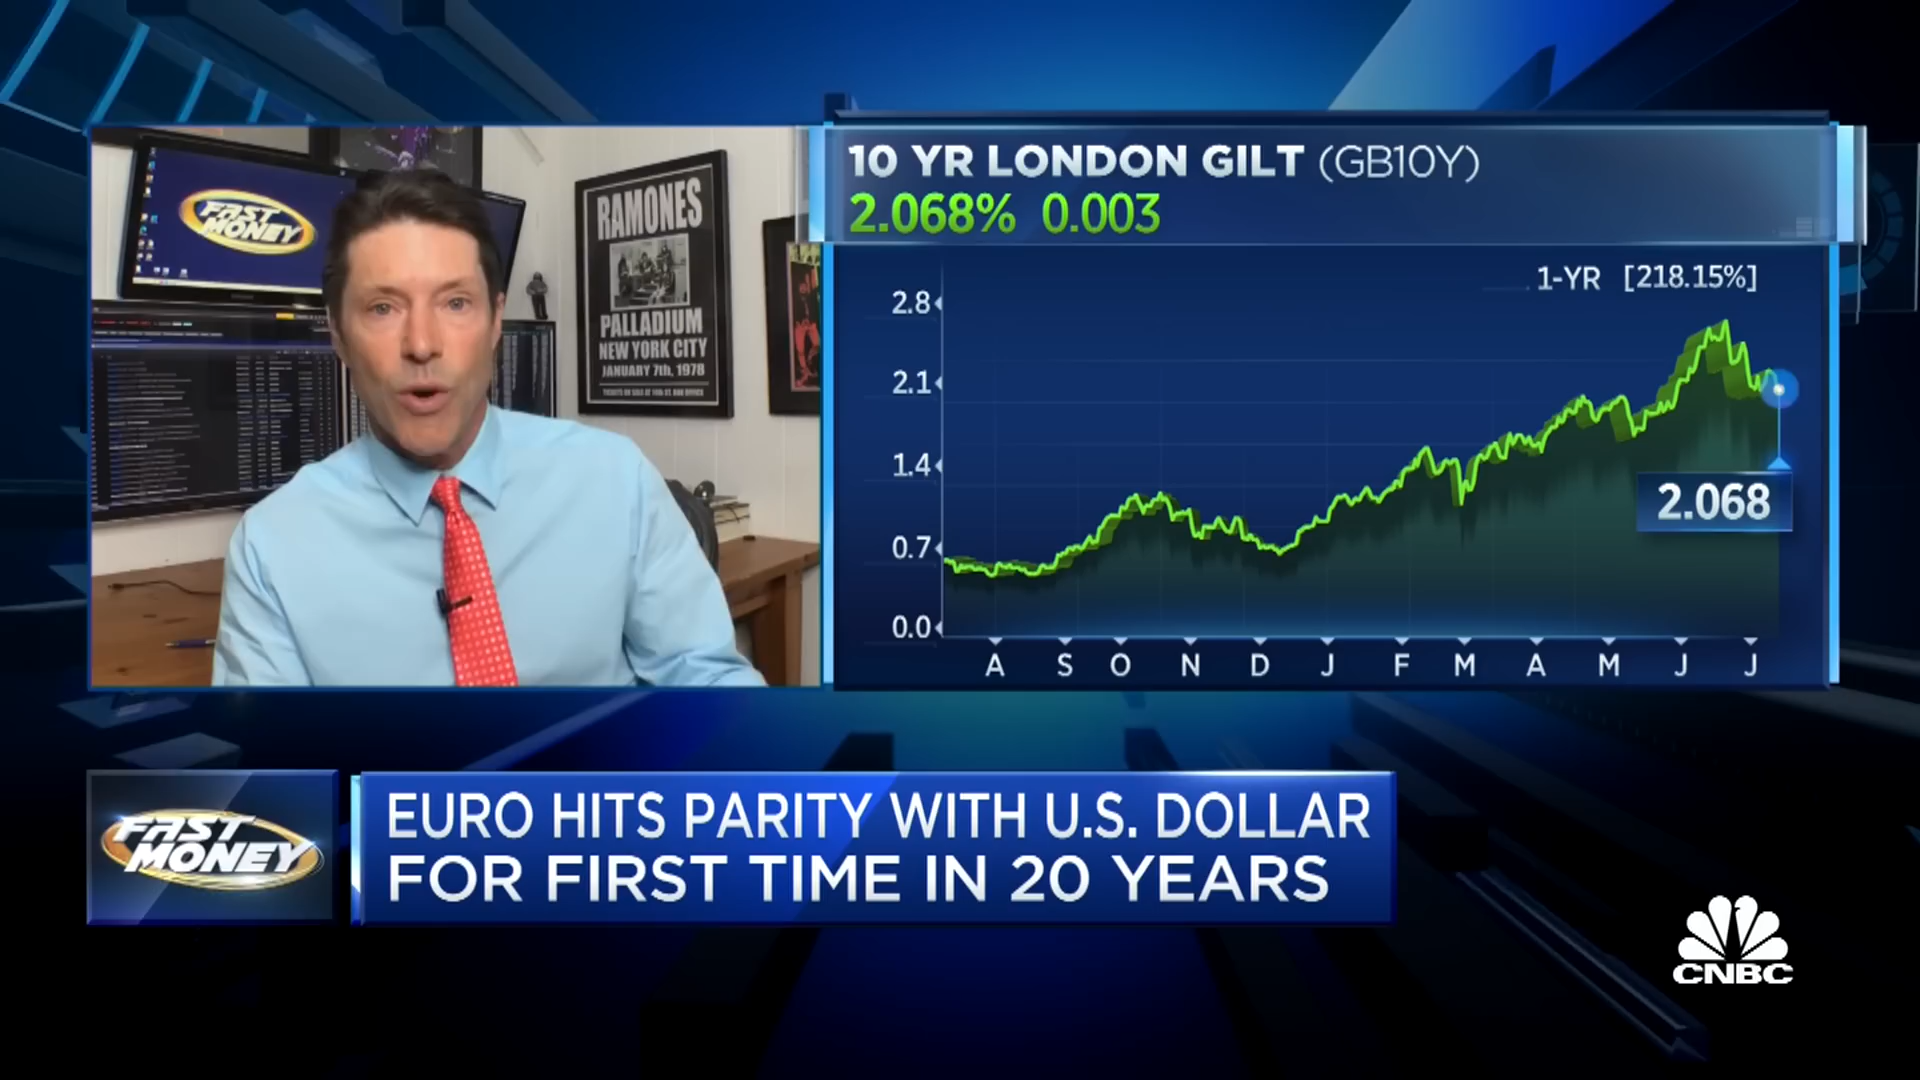 FAST
MONEY
RAMONES
PALLADIUM
NEW YORK CITY
JANUARY 7th, 1978
10 YR LONDON GILT (GB10Y)
2.068% 0.003
1-YR [218.15%]
2.8
2.1
1.4
0.7
0.0
2.068
A S O N D J F M A M J J
FAST
MONEY
EURO HITS PARITY WITH U.S. DOLLAR
FOR FIRST TIME IN 20 YEARS
CNBC